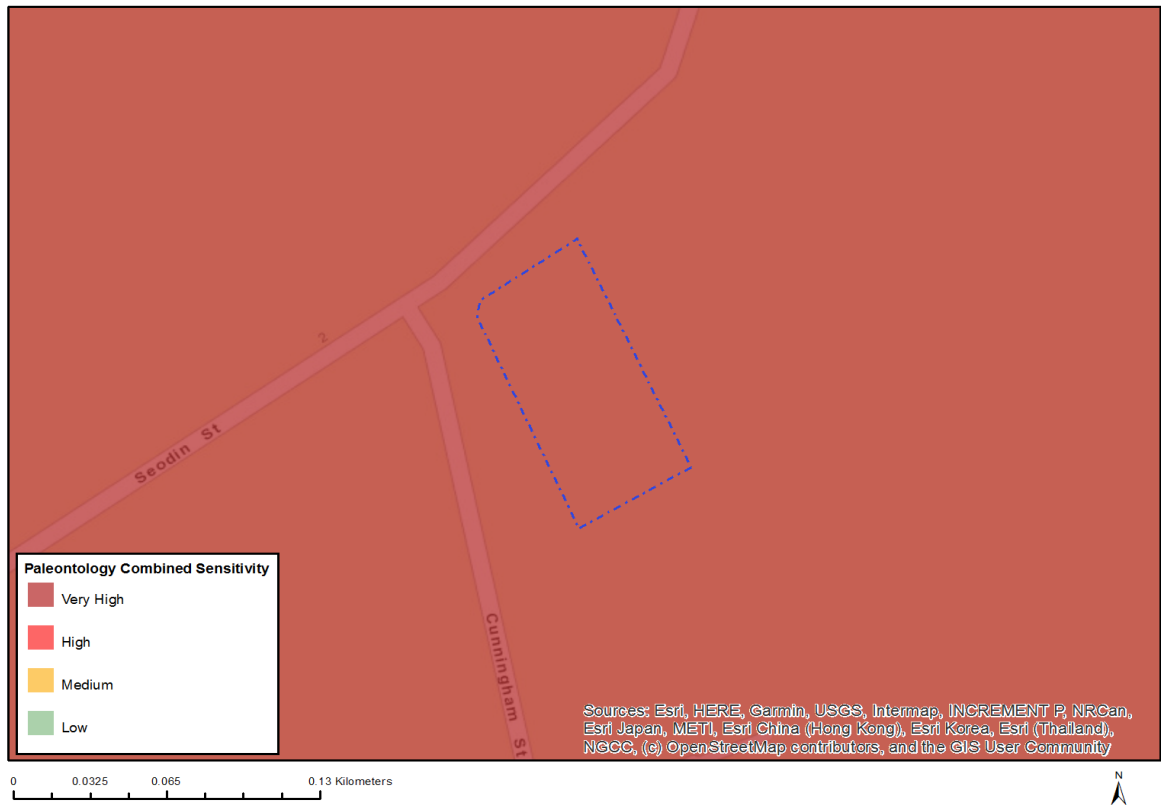 2
Seodin St
Cunningham St
Paleontology Combined Sensitivity
Very High
High
Medium
Low
Sources: Esri, HERE, Garmin, USGS, Intermap, INCREMENT P, NRCan,
Esri Japan, METI, Esri China (Hong Kong), Esri Korea, Esri (Thailand),
NGCC, (c) OpenStreetMap contributors, and the GIS User Community
0 0.0325 0.065 0.13 Kilometers
N